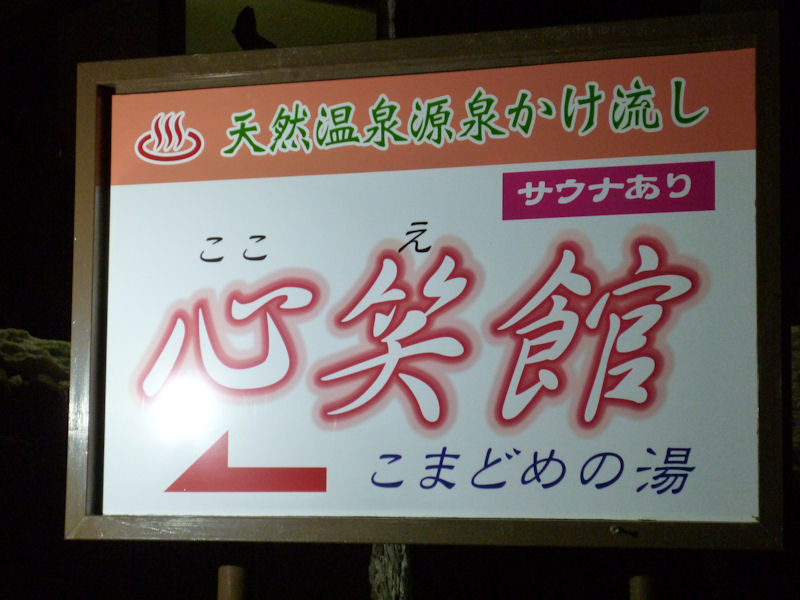 天然温泉源泉かけ流し
サウナあり
ここ え
心笑館
こまどめの湯